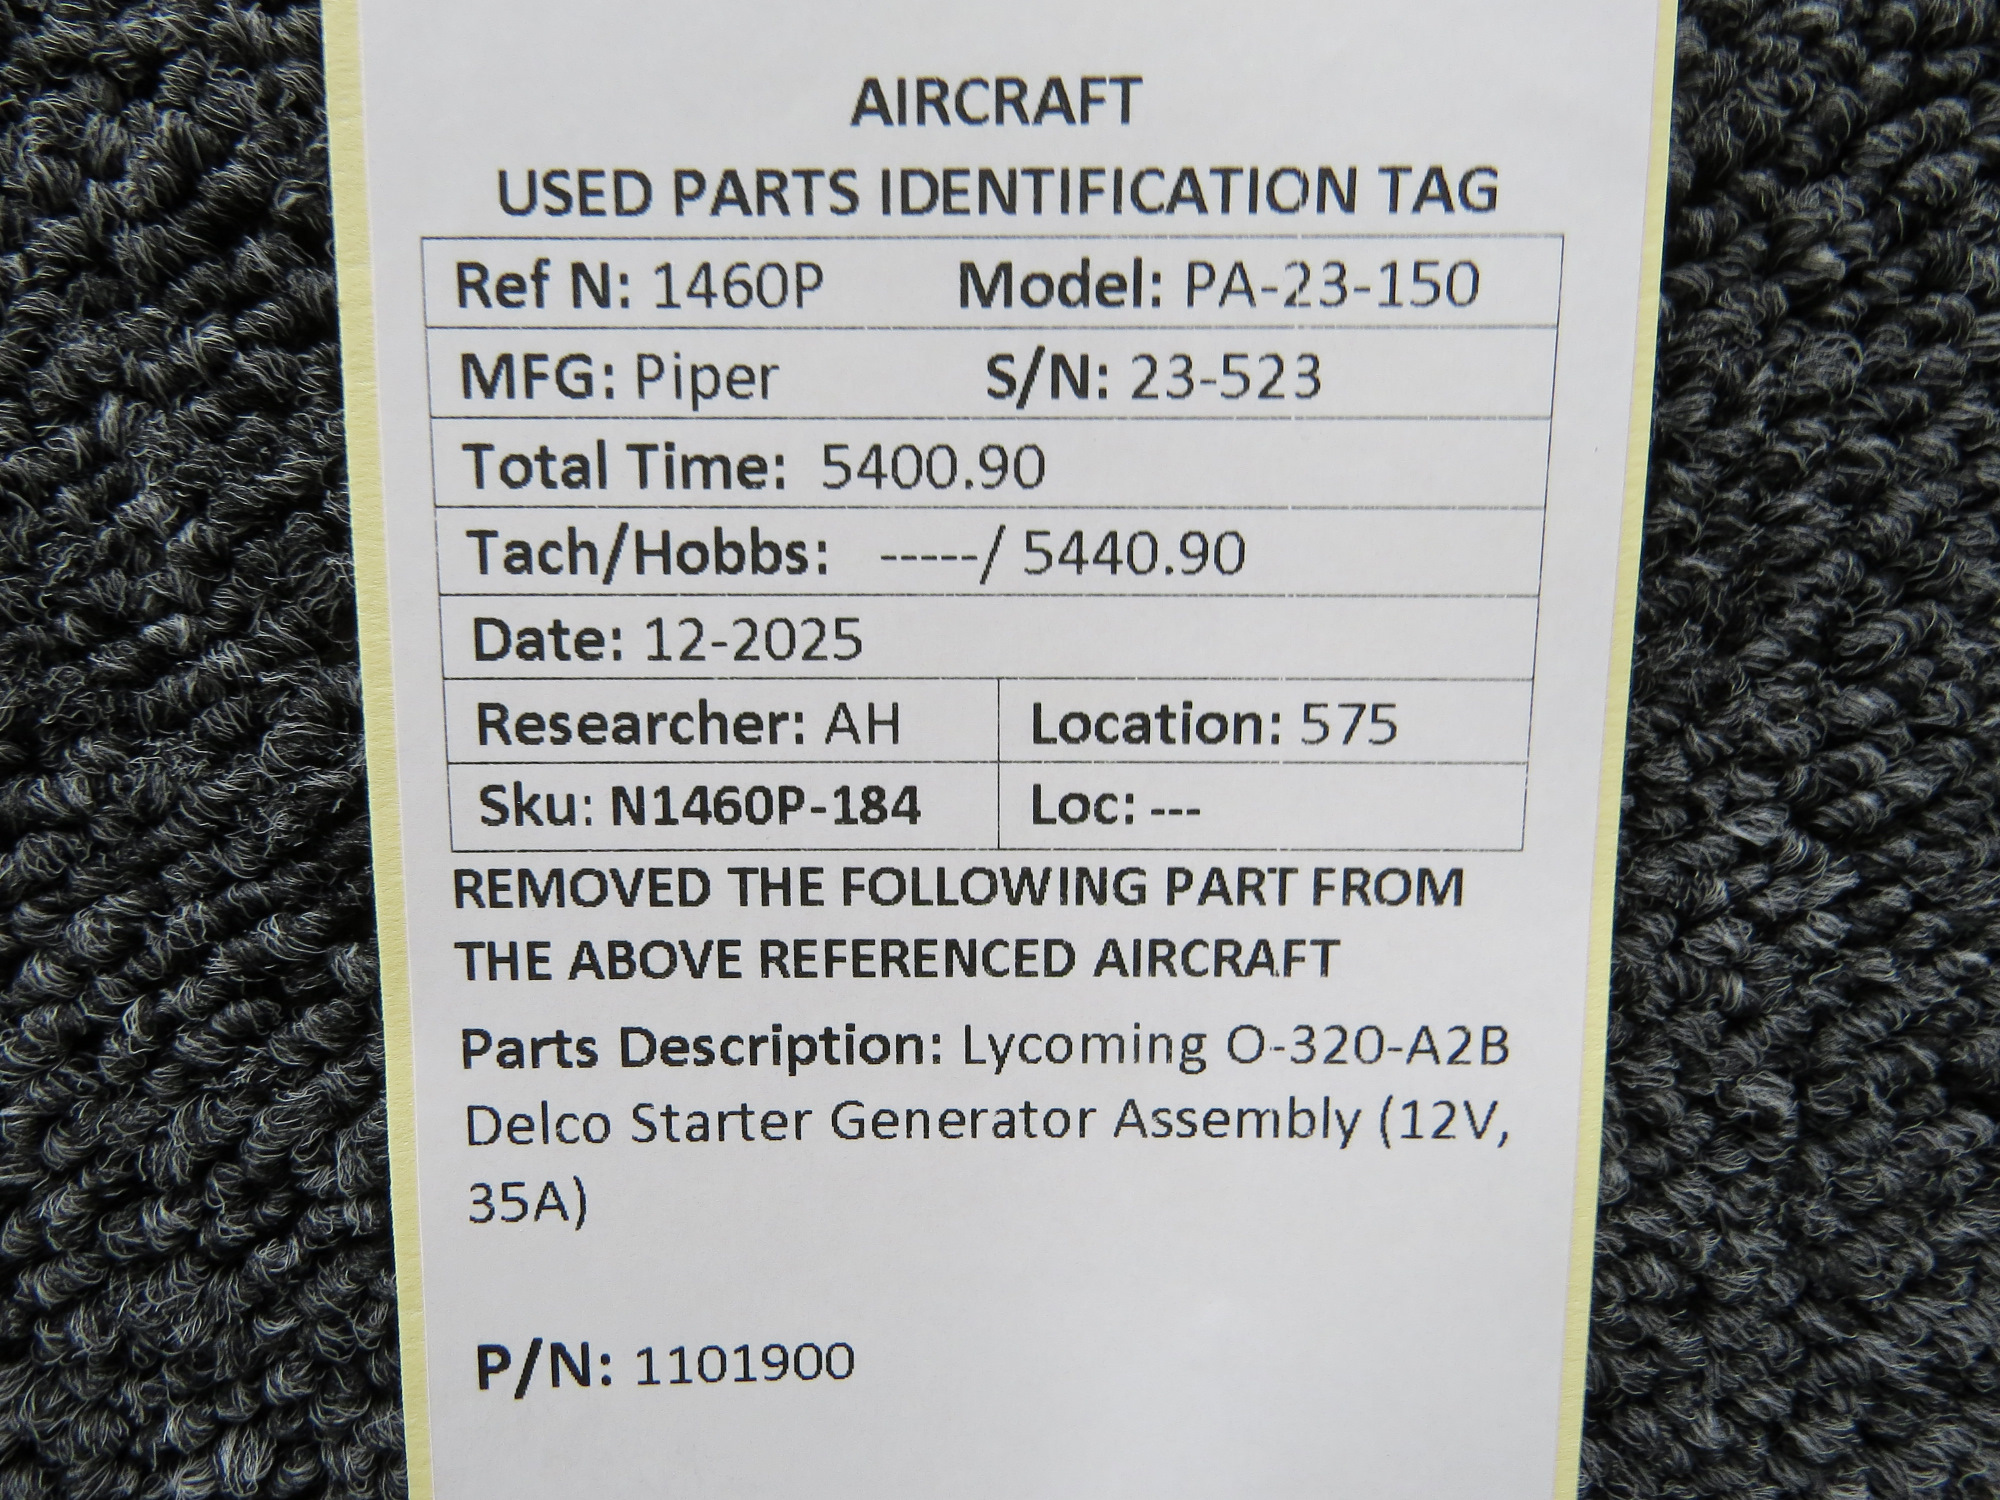 AIRCRAFT
USED PARTS IDENTIFICATION TAG
Ref N: 1460P Model: PA-23-150
MFG: Piper S/N: 23-523
Total Time: 5400.90
Tach/Hobbs: -----/ 5440.90
Date: 12-2025
Researcher: AH Location: 575
Sku: N1460P-184 Loc: ---
REMOVED THE FOLLOWING PART FROM
THE ABOVE REFERENCED AIRCRAFT
Parts Description: Lycoming O-320-A2B
Delco Starter Generator Assembly (12V,
35A)
P/N: 1101900